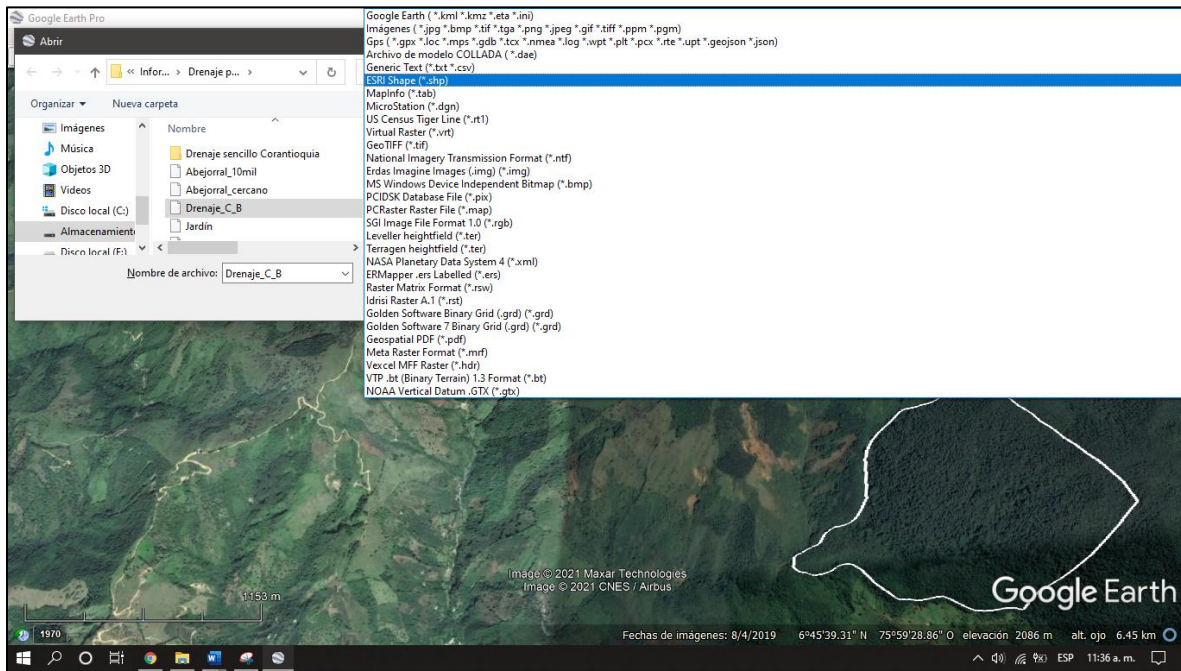 Google Earth Pro
Abrir
« Infor... > Drenaje p... >
Organizar
Nueva carpeta
Imágenes
Música
Objetos 3D
Videos
Disco local (C:)
Almacenamient
Disco local (F:)
Nombre
Drenaje sencillo Corantioquia
Abejorral_10mil
Abejorral_cercano
Drenaje_C_B
Jardín
Nombre de archivo: Drenaje_C_B
Google Earth ( *.kml *.kmz *.eta *.ini)
Imágenes ( *.jpg *.bmp *.tif *.tga *.png *.jpeg *.gif *.tiff *.ppm *.pgm)
Gps ( *.gpx *.loc *.mps *.gdb *.tcx *.nmea *.log *.wpt *.plt *.pcx *.rte *.upt *.geojson *.json)
Archivo de modelo COLLADA ( *.dae)
Generic Text (*.txt *.csv)
ESRI Shape (*.shp)
MapInfo (*.tab)
MicroStation (*.dgn)
US Census Tiger Line (*.rt1)
Virtual Raster (*.vrt)
GeoTIFF (*.tif)
National Imagery Transmission Format (*.ntf)
Erdas Imagine Images (.img) (*.img)
MS Windows Device Independent Bitmap (*.bmp)
PCIDSK Database File (*.pix)
PCRaster Raster File (*.map)
SGI Image File Format 1.0 (*.rgb)
Leveller heightfield (*.ter)
Terragen heightfield (*.ter)
NASA Planetary Data System 4 (*.xml)
ERMapper .ers Labelled (*.ers)
Raster Matrix Format (*.rsw)
Idrisi Raster A.1 (*.rst)
Golden Software Binary Grid (.grd) (*.grd)
Golden Software 7 Binary Grid (.grd) (*.grd)
Geospatial PDF (*.pdf)
Meta Raster Format (*.mrf)
Vexcel MFF Raster (*.hdr)
VTP .bt (Binary Terrain) 1.3 Format (*.bt)
NOAA Vertical Datum .GTX (*.gtx)
Image © 2021 Maxar Technologies
Image © 2021 CNES / Airbus
Google Earth
1153 m
1970
Fechas de imágenes: 8/4/2019 6°45'39.31" N 75°59'28.86" O elevación 2086 m alt. ojo 6.45 km
ESP 11:36 a. m.